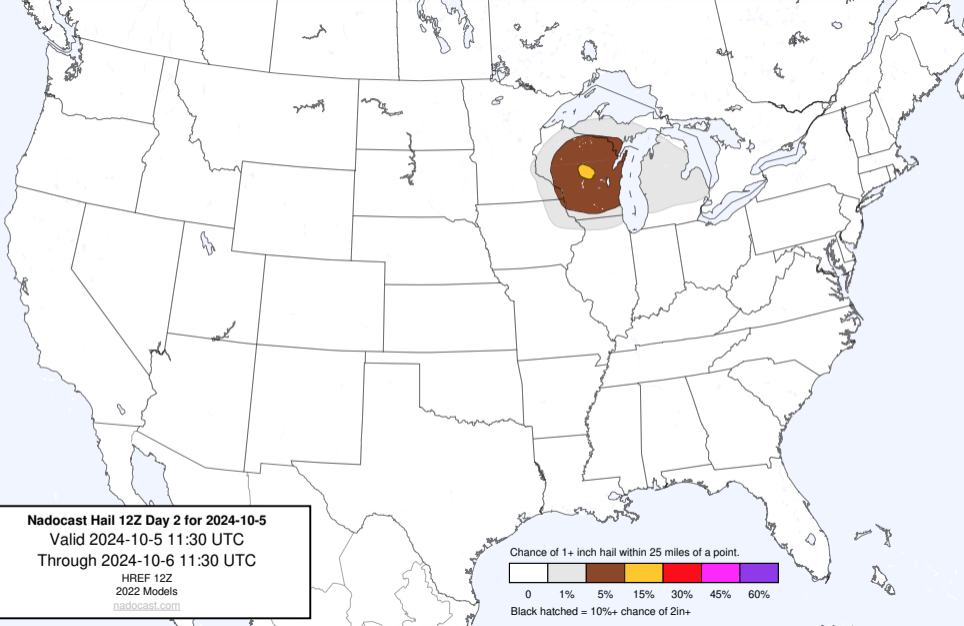 Nadocast Hail 12Z Day 2 for 2024-10-5
Valid 2024-10-5 11:30 UTC
Through 2024-10-6 11:30 UTC
HREF 12Z
2022 Models
nadocast.com
Chance of 1+ inch hail within 25 miles of a point.
0 1% 5% 15% 30% 45% 60%
Black hatched = 10%+ chance of 2in+